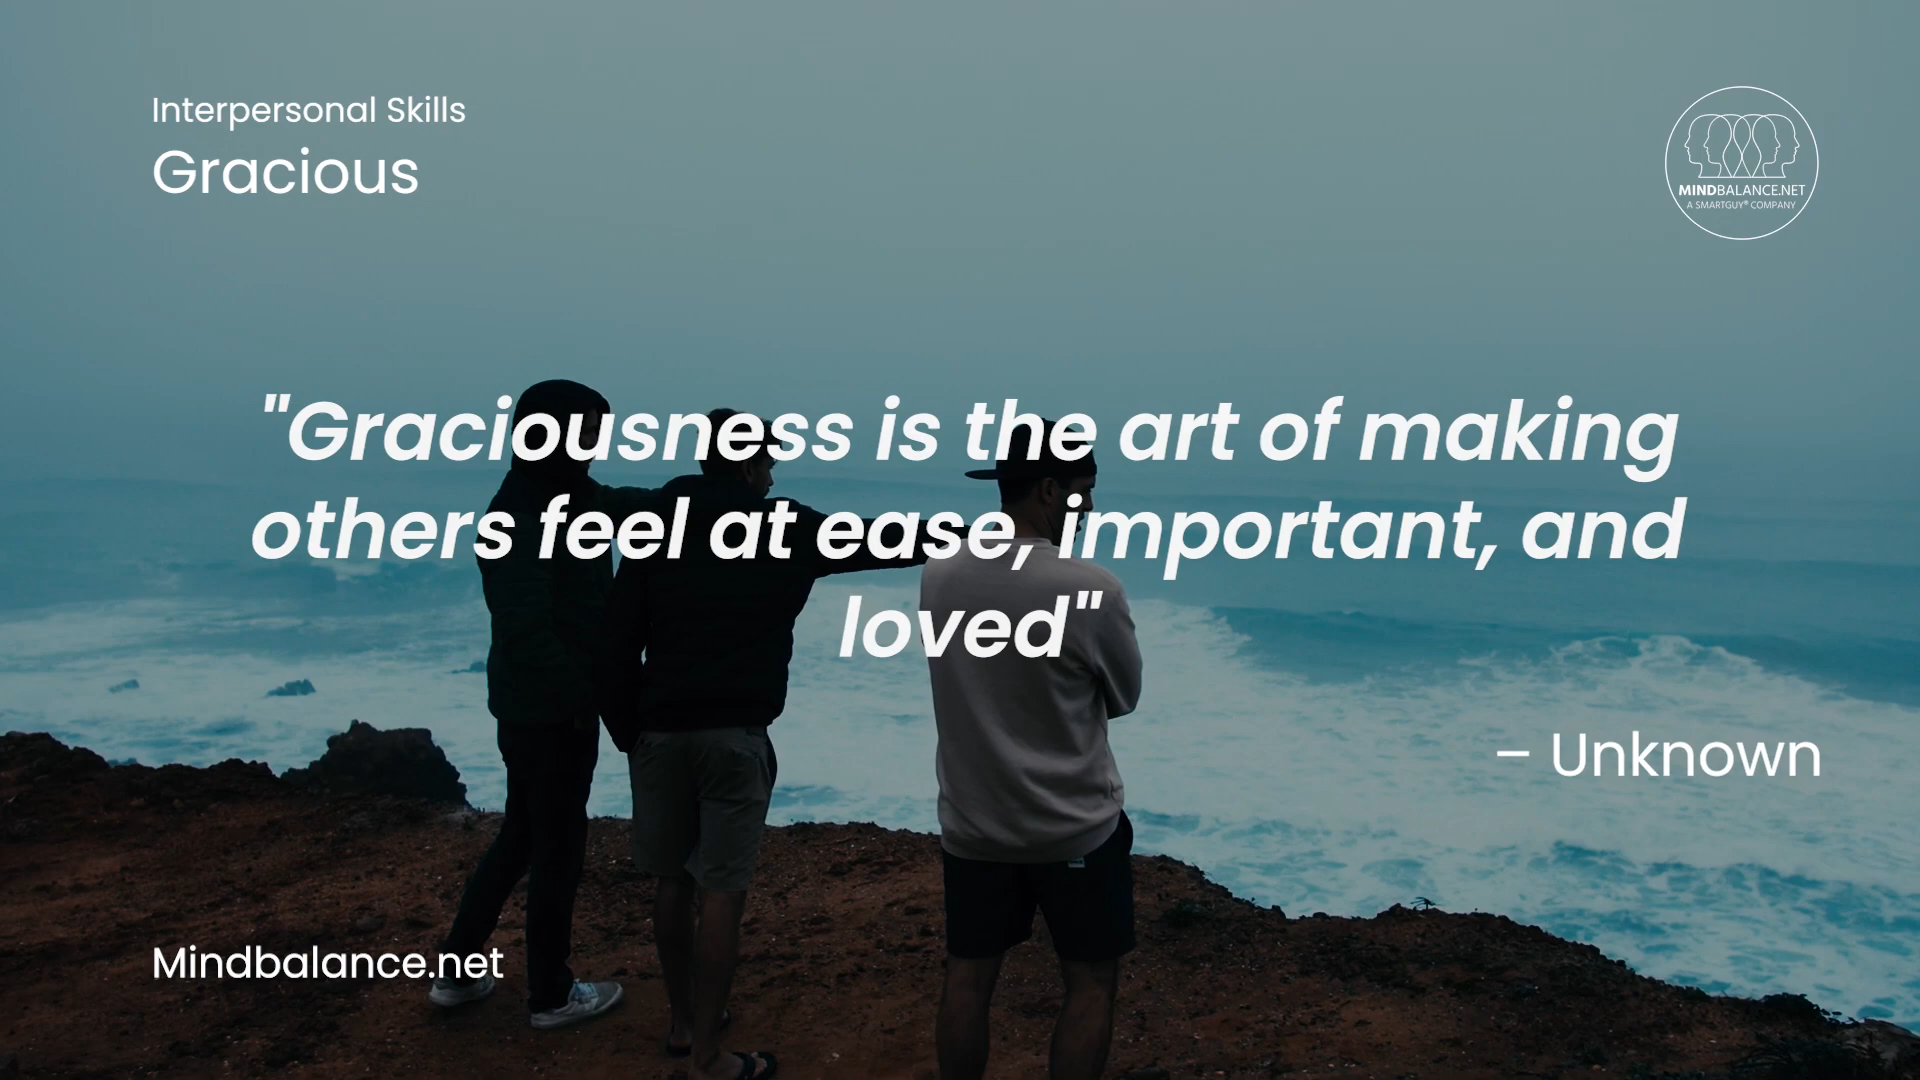 Interpersonal Skills
Gracious
MINDBALANCE.NET
A SMARTGUY® COMPANY
"Graciousness is the art of making
others feel at ease, important, and
loved"
– Unknown
Mindbalance.net